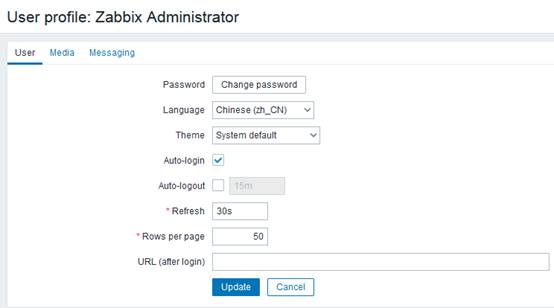 User profile: Zabbix Administrator
User Media Messaging
Password Change password
Language Chinese (zh_CN)
Theme System default
Auto-login
Auto-logout 15m
* Refresh 30s
* Rows per page 50
URL (after login)
Update Cancel